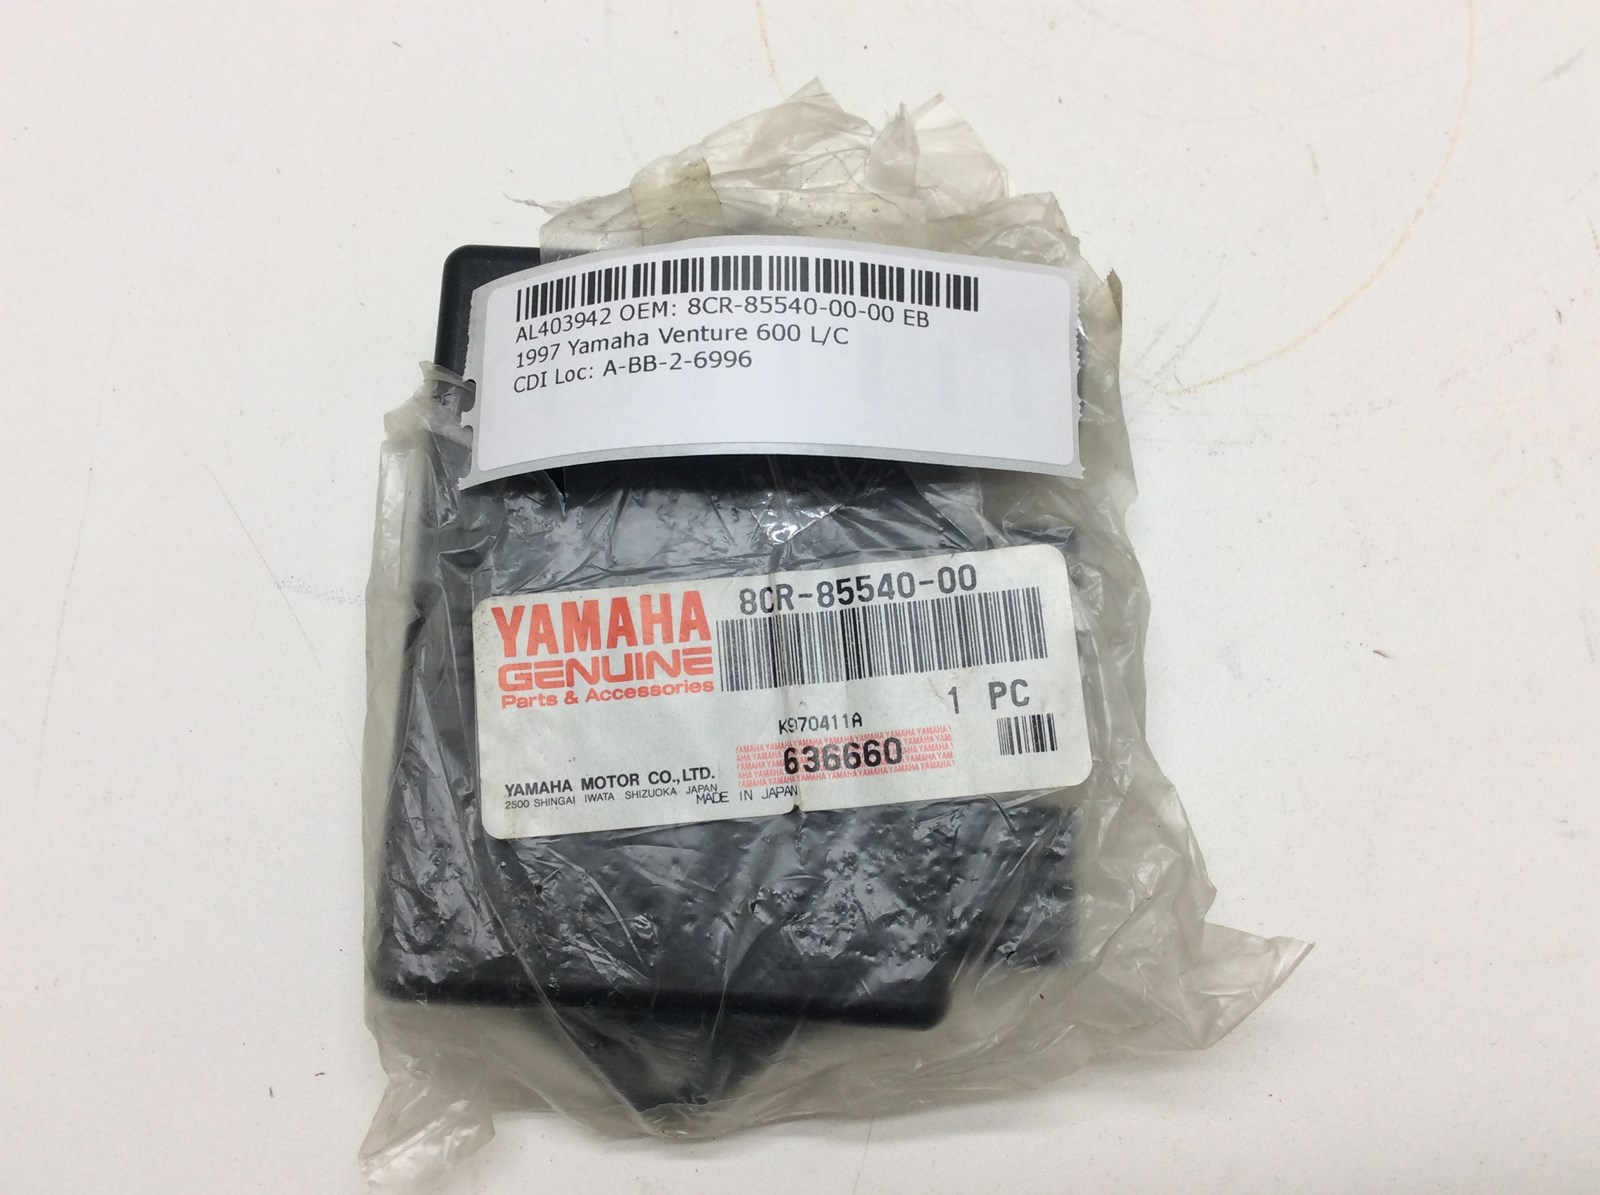 AL403942 OEM: 8CR-85540-00-00 EB
1997 Yamaha Venture 600 L/C
CDI Loc: A-BB-2-6996
8CR-85540-00
YAMAHA
GENUINE
Parts & Accessories
1 PC
K970411A
636660
YAMAHA MOTOR CO.,LTD.
2500 SHINGAI IWATA SHIZUOKA JAPAN
MADE IN JAPAN